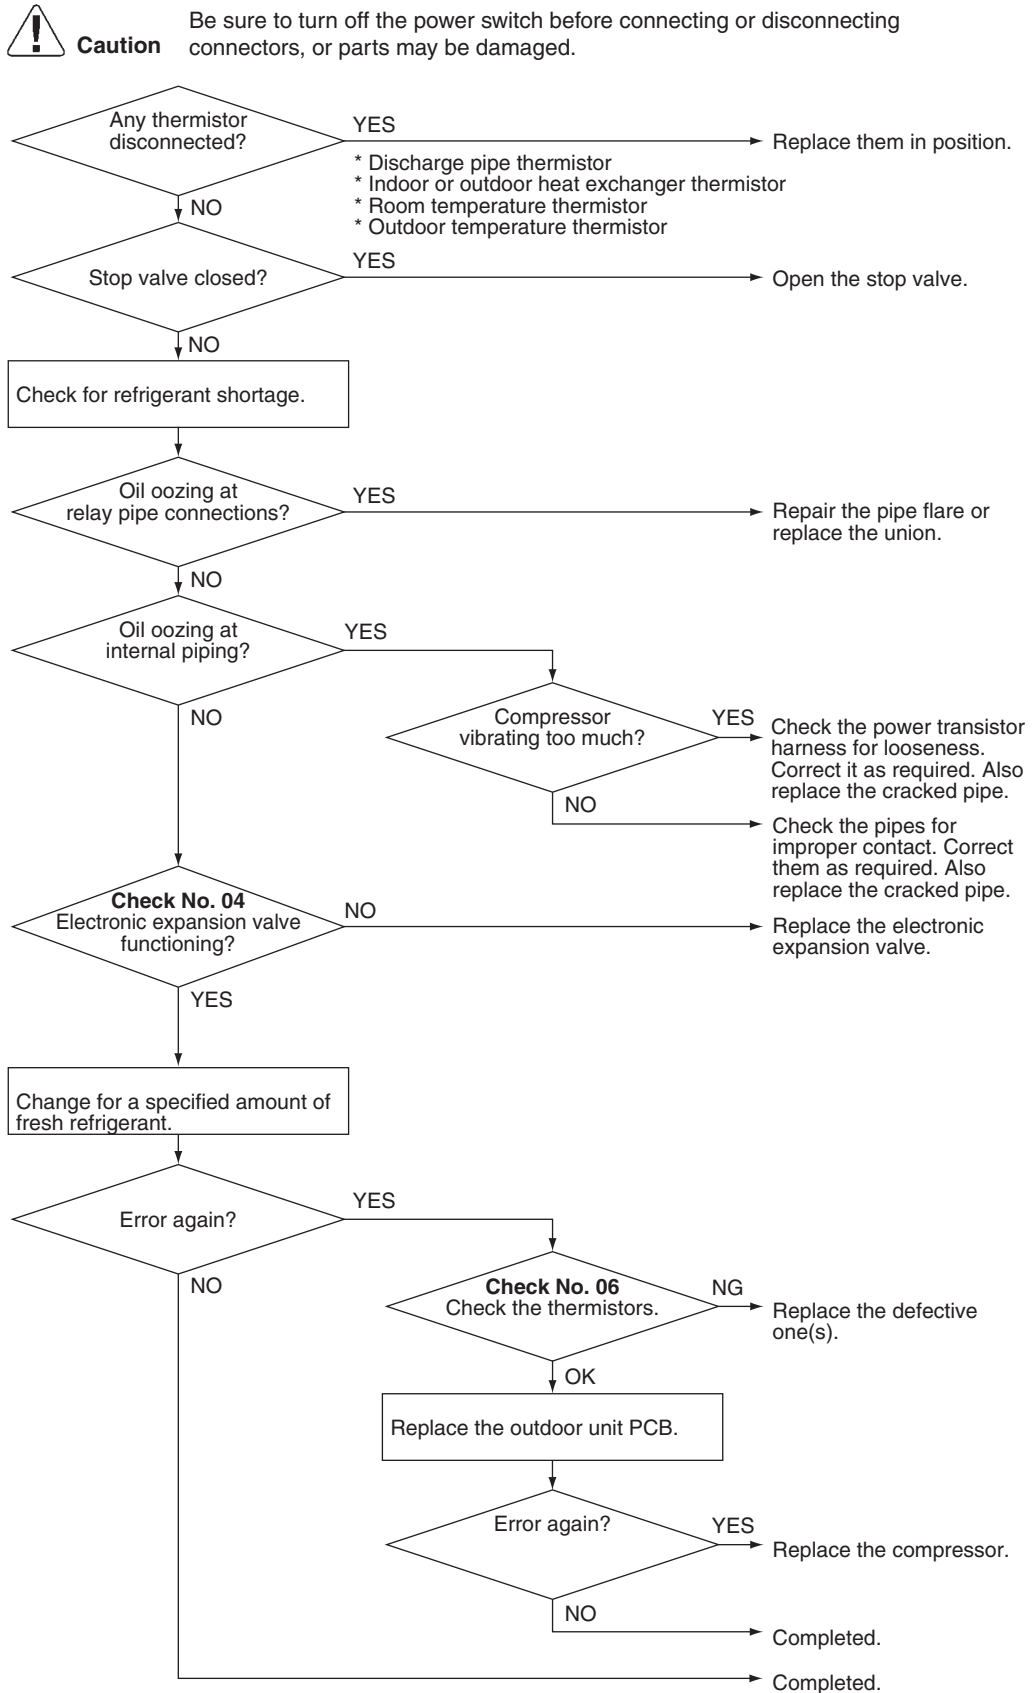 Be sure to turn off the power switch before connecting or disconnecting
Caution connectors, or parts may be damaged.
Any thermistor
disconnected?
YES
Replace them in position.
* Discharge pipe thermistor
* Indoor or outdoor heat exchanger thermistor
* Room temperature thermistor
* Outdoor temperature thermistor
NO
Stop valve closed?
YES
Open the stop valve.
NO
Check for refrigerant shortage.
Oil oozing at
relay pipe connections?
YES
Repair the pipe flare or
replace the union.
NO
Oil oozing at
internal piping?
YES
NO
Compressor
vibrating too much?
YES
Check the power transistor
harness for looseness.
Correct it as required. Also
replace the cracked pipe.
NO
Check the pipes for
improper contact. Correct
them as required. Also
replace the cracked pipe.
Check No. 04
Electronic expansion valve
functioning?
NO
Replace the electronic
expansion valve.
YES
Change for a specified amount of
fresh refrigerant.
Error again?
YES
NO
Check No. 06
Check the thermistors.
NG
Replace the defective
one(s).
OK
Replace the outdoor unit PCB.
Error again?
YES
Replace the compressor.
NO
Completed.
Completed.